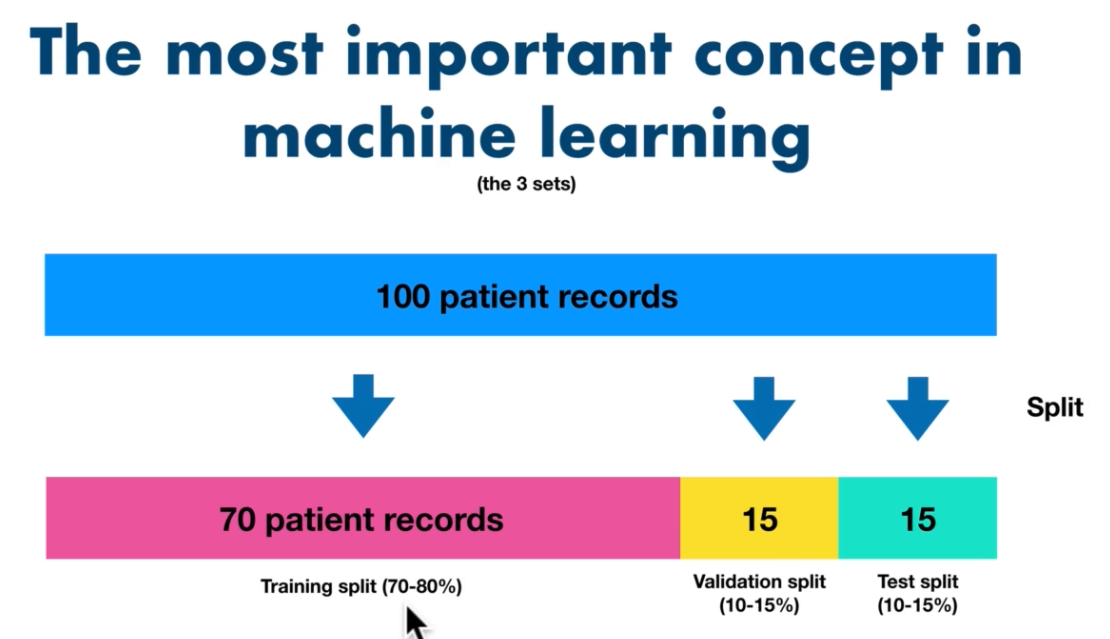 The most important concept in
machine learning
(the 3 sets)
100 patient records
Split
70 patient records
15
15
Training split (70-80%)
Validation split
(10-15%)
Test split
(10-15%)